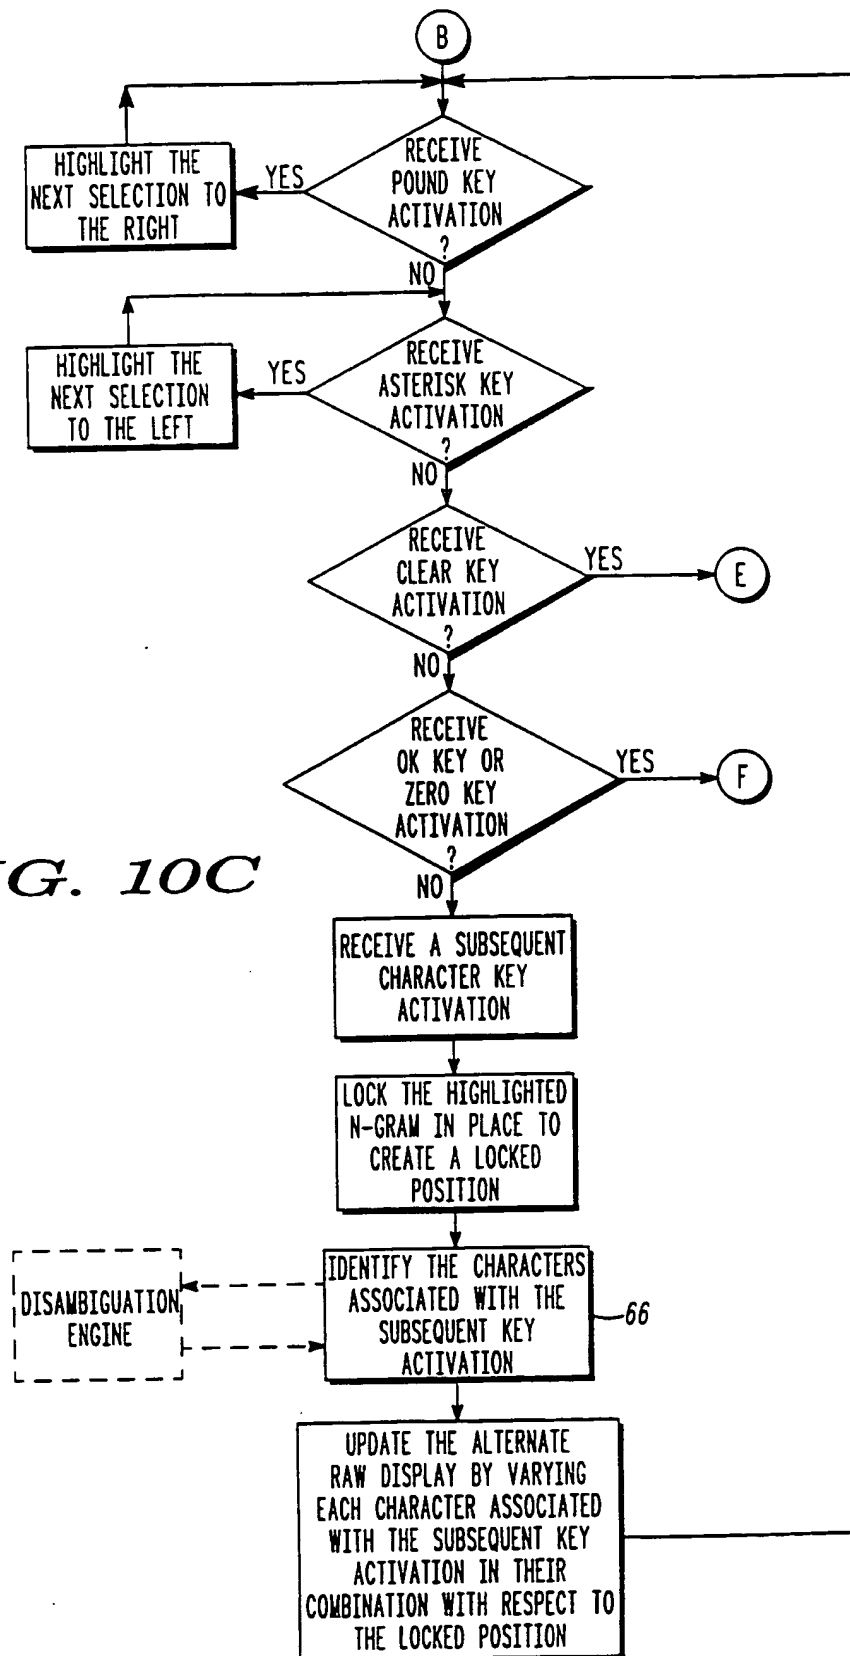 B
RECEIVE
POUND KEY
ACTIVATION
?
YES
HIGHLIGHT THE
NEXT SELECTION TO
THE RIGHT
NO
RECEIVE
ASTERISK KEY
ACTIVATION
?
YES
HIGHLIGHT THE
NEXT SELECTION
TO THE LEFT
NO
RECEIVE
CLEAR KEY
ACTIVATION
?
YES
E
NO
RECEIVE
OK KEY OR
ZERO KEY
ACTIVATION
?
YES
F
NO
G. 10C
RECEIVE A SUBSEQUENT
CHARACTER KEY
ACTIVATION
LOCK THE HIGHLIGHTED
N-GRAM IN PLACE TO
CREATE A LOCKED
POSITION
IDENTIFY THE CHARACTERS
ASSOCIATED WITH THE
SUBSEQUENT KEY
ACTIVATION
66
DISAMBIGUATION
ENGINE
UPDATE THE ALTERNATE
RAW DISPLAY BY VARYING
EACH CHARACTER ASSOCIATED
WITH THE SUBSEQUENT KEY
ACTIVATION IN THEIR
COMBINATION WITH RESPECT TO
THE LOCKED POSITION